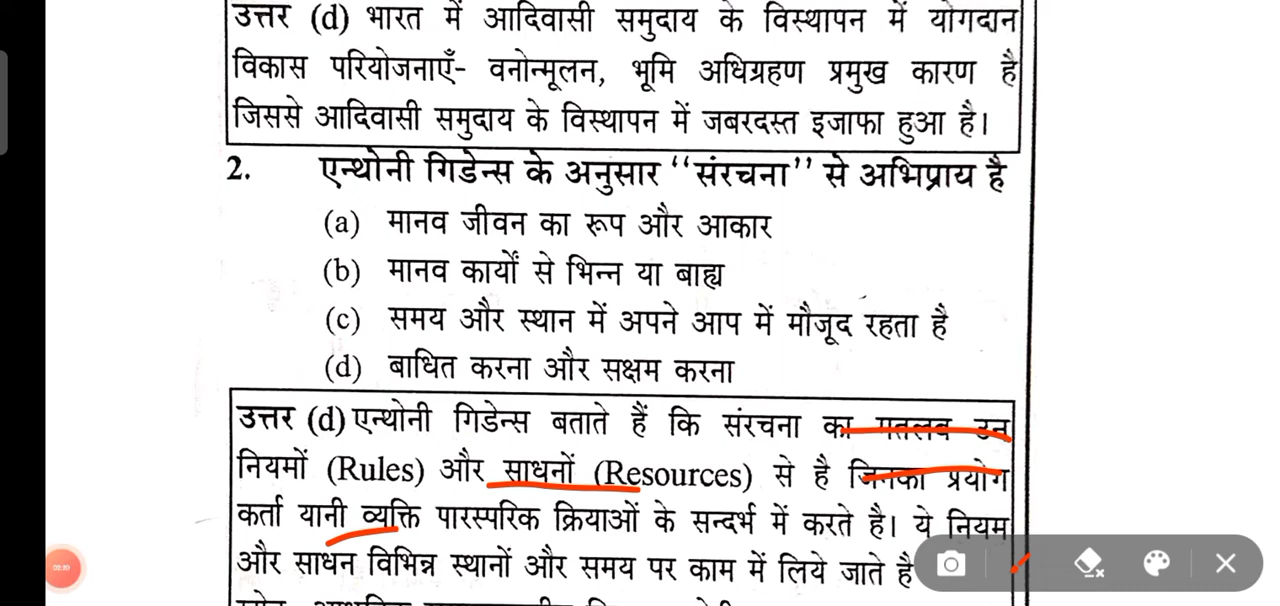 उत्तर (d) भारत में आदिवासी समुदाय के विस्थापन में योगदान
विकास परियोजनाएँ- वनोन्मूलन, भूमि अधिग्रहण प्रमुख कारण है
जिससे आदिवासी समुदाय के विस्थापन में जबरदस्त इजाफा हुआ है।
2. एन्थोनी गिडेन्स के अनुसार “संरचना” से अभिप्राय है
(a) मानव जीवन का रूप और आकार
(b) मानव कार्यों से भिन्न या बाह्य
(c) समय और स्थान में अपने आप में मौजूद रहता है
(d) बाधित करना और सक्षम करना
उत्तर (d) एन्थोनी गिडेन्स बताते हैं कि संरचना का मतलब उन
नियमों (Rules) और साधनों (Resources) से है जिनका प्रयोग
कर्ता यानी व्यक्ति पारस्परिक क्रियाओं के सन्दर्भ में करते है। ये नियम
और साधन विभिन्न स्थानों और समय पर काम में लिये जाते है